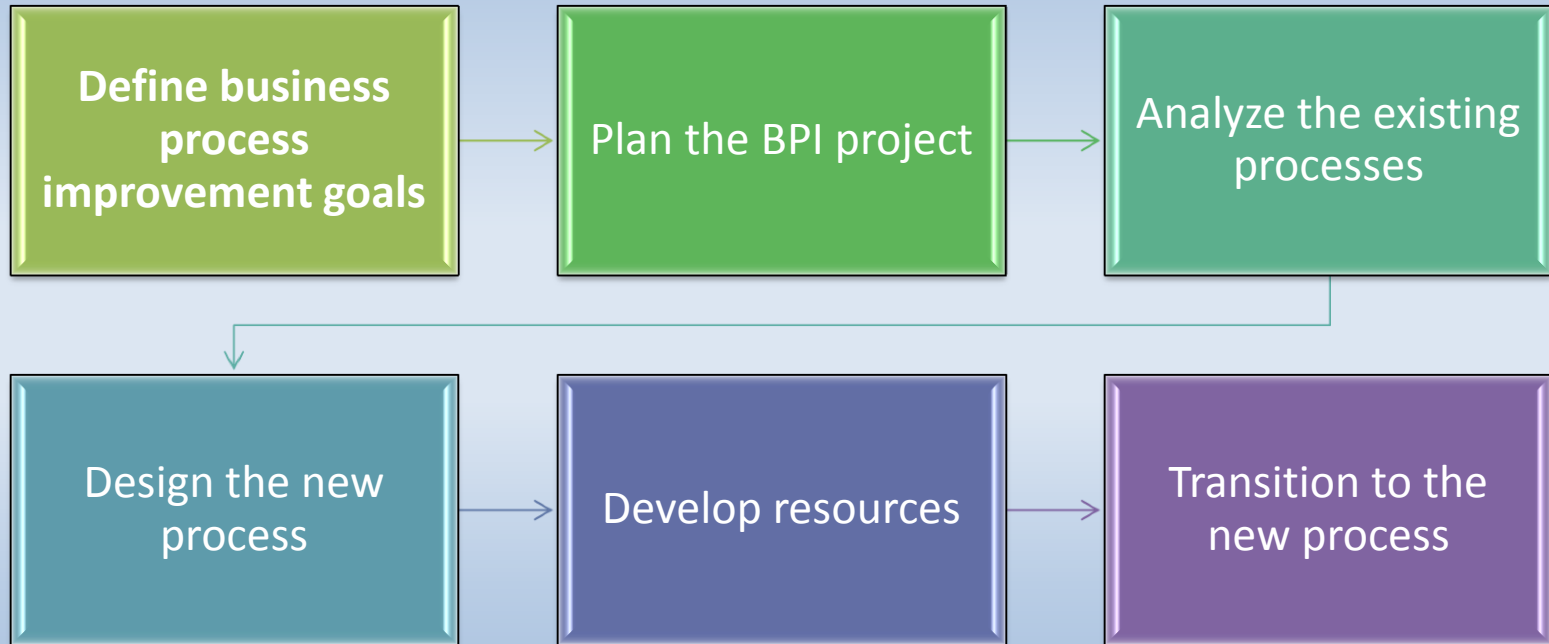 Define business
process
improvement goals
Plan the BPI project
Analyze the existing
processes
Design the new
process
Develop resources
Transition to the
new process